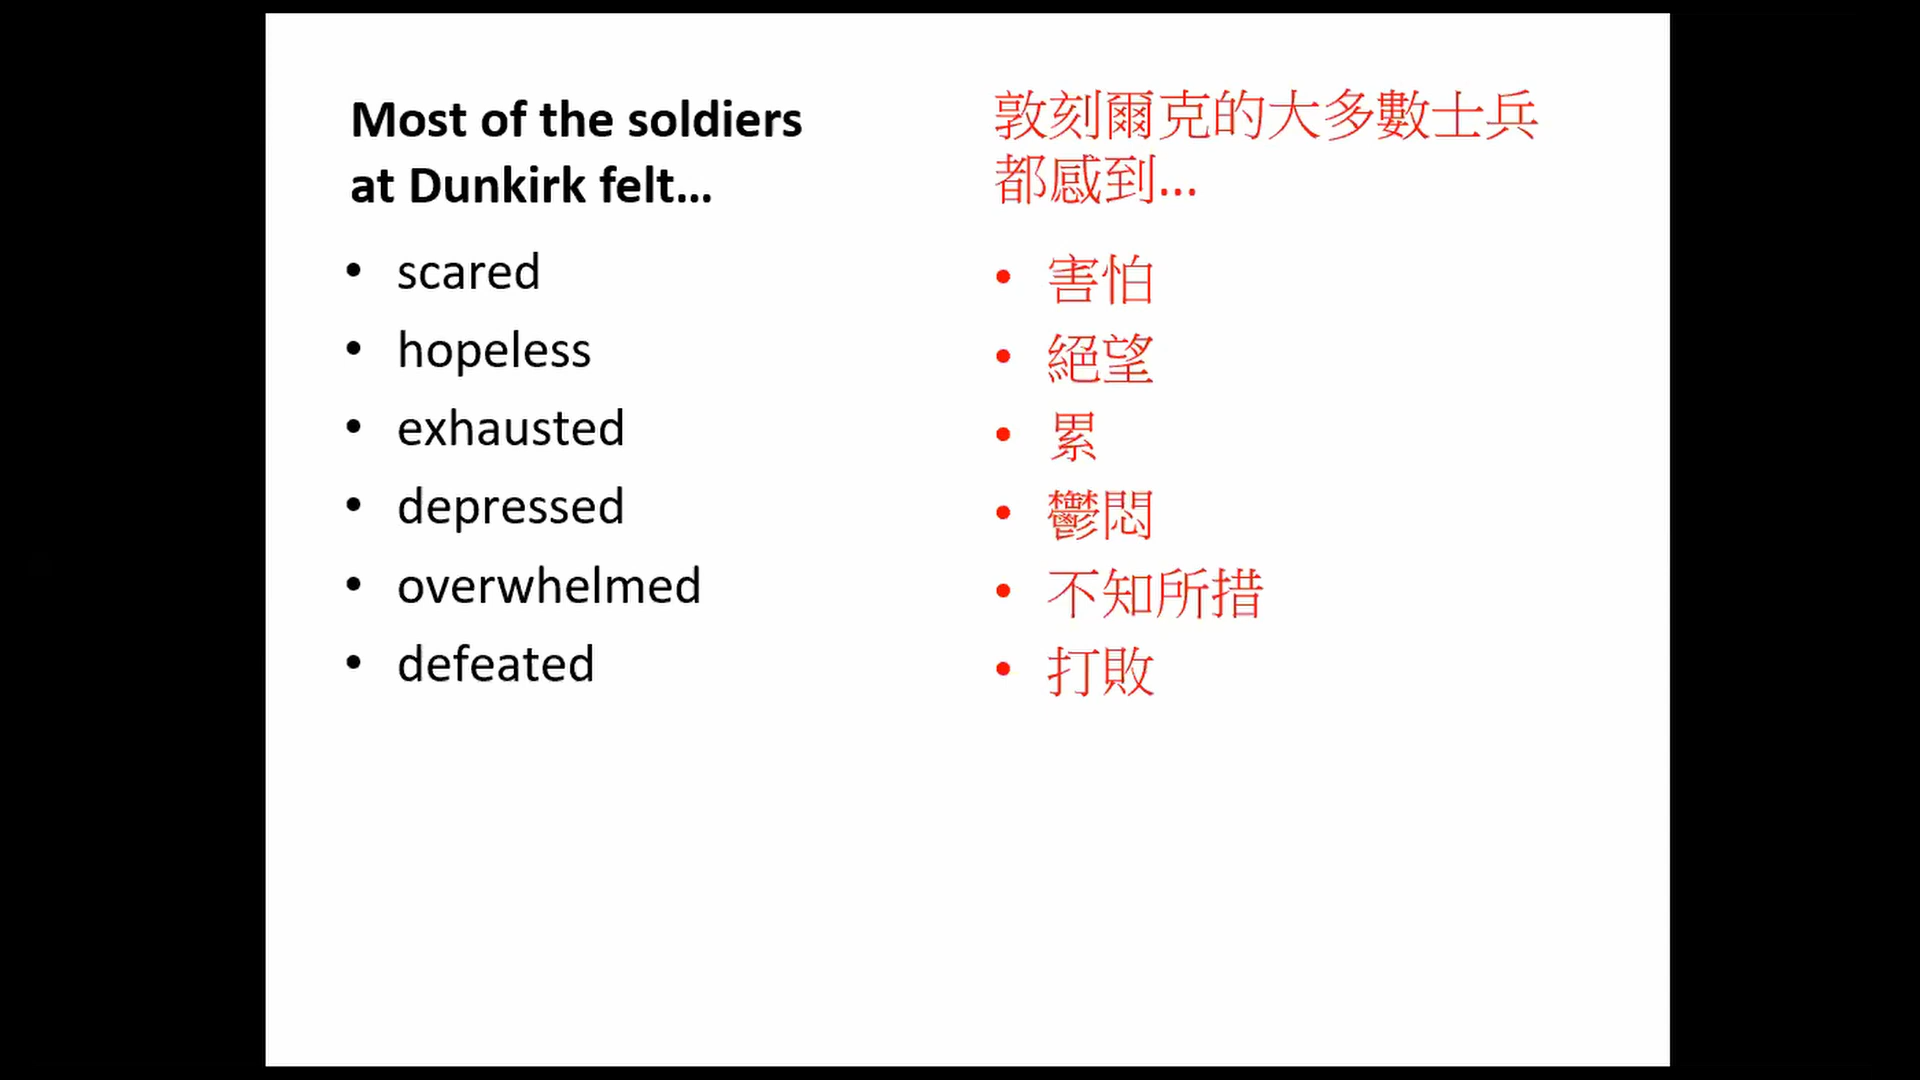 Most of the soldiers
at Dunkirk felt...
• scared
• hopeless
• exhausted
• depressed
• overwhelmed
• defeated
敦刻爾克的大多數士兵
都感到...
• 害怕
• 絕望
• 累
• 鬱悶
• 不知所措
• 打敗